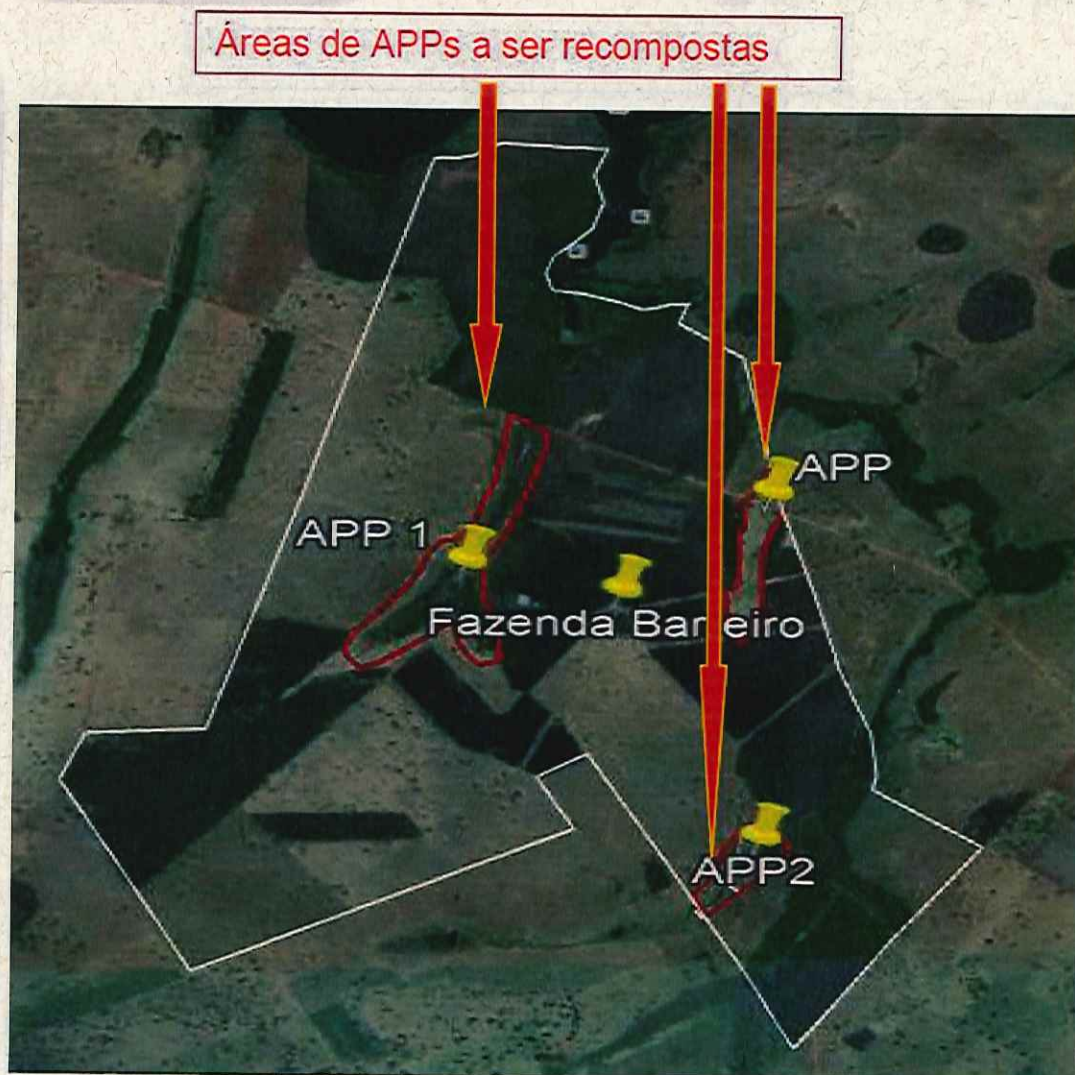 Áreas de APPs a ser recompostas
APP
APP 1
Fazenda Barreiro
APP2